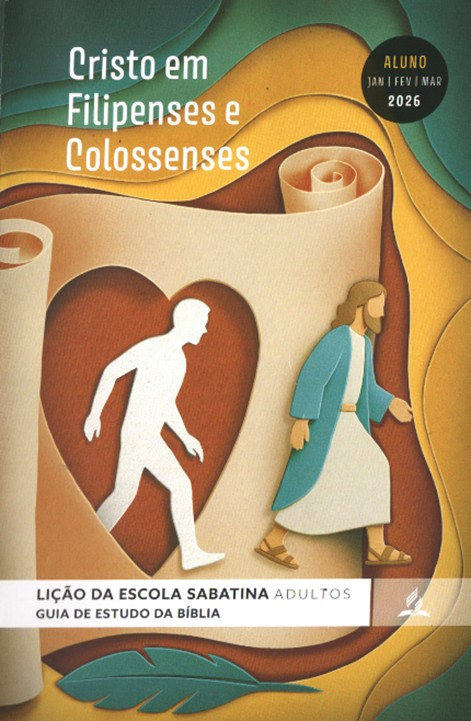 Cristo em
Filipenses e
Colossenses
ALUNO
JAN | FEV | MAR
2026
LIÇÃO DA ESCOLA SABATINA ADULTOS
GUIA DE ESTUDO DA BÍBLIA